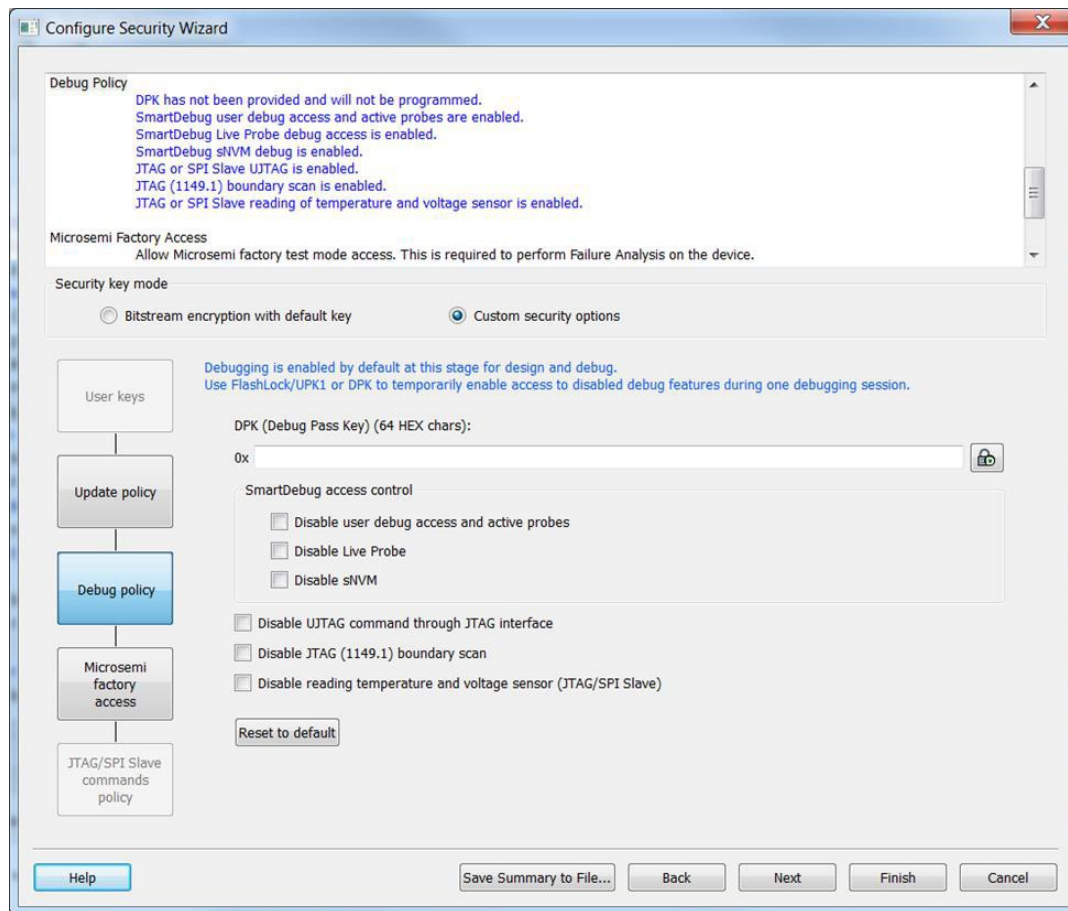 Configure Security Wizard
Debug Policy
DPK has not been provided and will not be programmed.
SmartDebug user debug access and active probes are enabled.
SmartDebug Live Probe debug access is enabled.
SmartDebug sNVM debug is enabled.
JTAG or SPI Slave UJTAG is enabled.
JTAG (1149.1) boundary scan is enabled.
JTAG or SPI Slave reading of temperature and voltage sensor is enabled.
Microsemi Factory Access
Allow Microsemi factory test mode access. This is required to perform Failure Analysis on the device.
Security key mode
Bitstream encryption with default key
Custom security options
User keys
Update policy
Debug policy
Microsemi
factory
access
JTAG/SPI Slave
commands
policy
Debugging is enabled by default at this stage for design and debug.
Use FlashLock/UPK1 or DPK to temporarily enable access to disabled debug features during one debugging session.
DPK (Debug Pass Key) (64 HEX chars):
0x
SmartDebug access control
Disable user debug access and active probes
Disable Live Probe
Disable sNVM
Disable UJTAG command through JTAG interface
Disable JTAG (1149.1) boundary scan
Disable reading temperature and voltage sensor (JTAG/SPI Slave)
Reset to default
Help
Save Summary to File...
Back
Next
Finish
Cancel